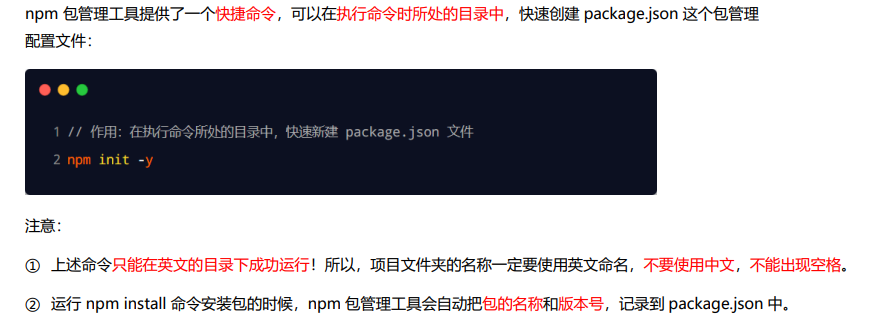 npm 包管理工具提供了一个快捷命令，可以在执行命令时所处的目录中，快速创建 package.json 这个包管理
配置文件：
1 // 作用：在执行命令所处的目录中，快速新建 package.json 文件
2 npm init -y
注意：
① 上述命令只能在英文的目录下成功运行！所以，项目文件夹的名称一定要使用英文命名，不要使用中文，不能出现空格。
② 运行 npm install 命令安装包的时候，npm 包管理工具会自动把包的名称和版本号，记录到 package.json 中。